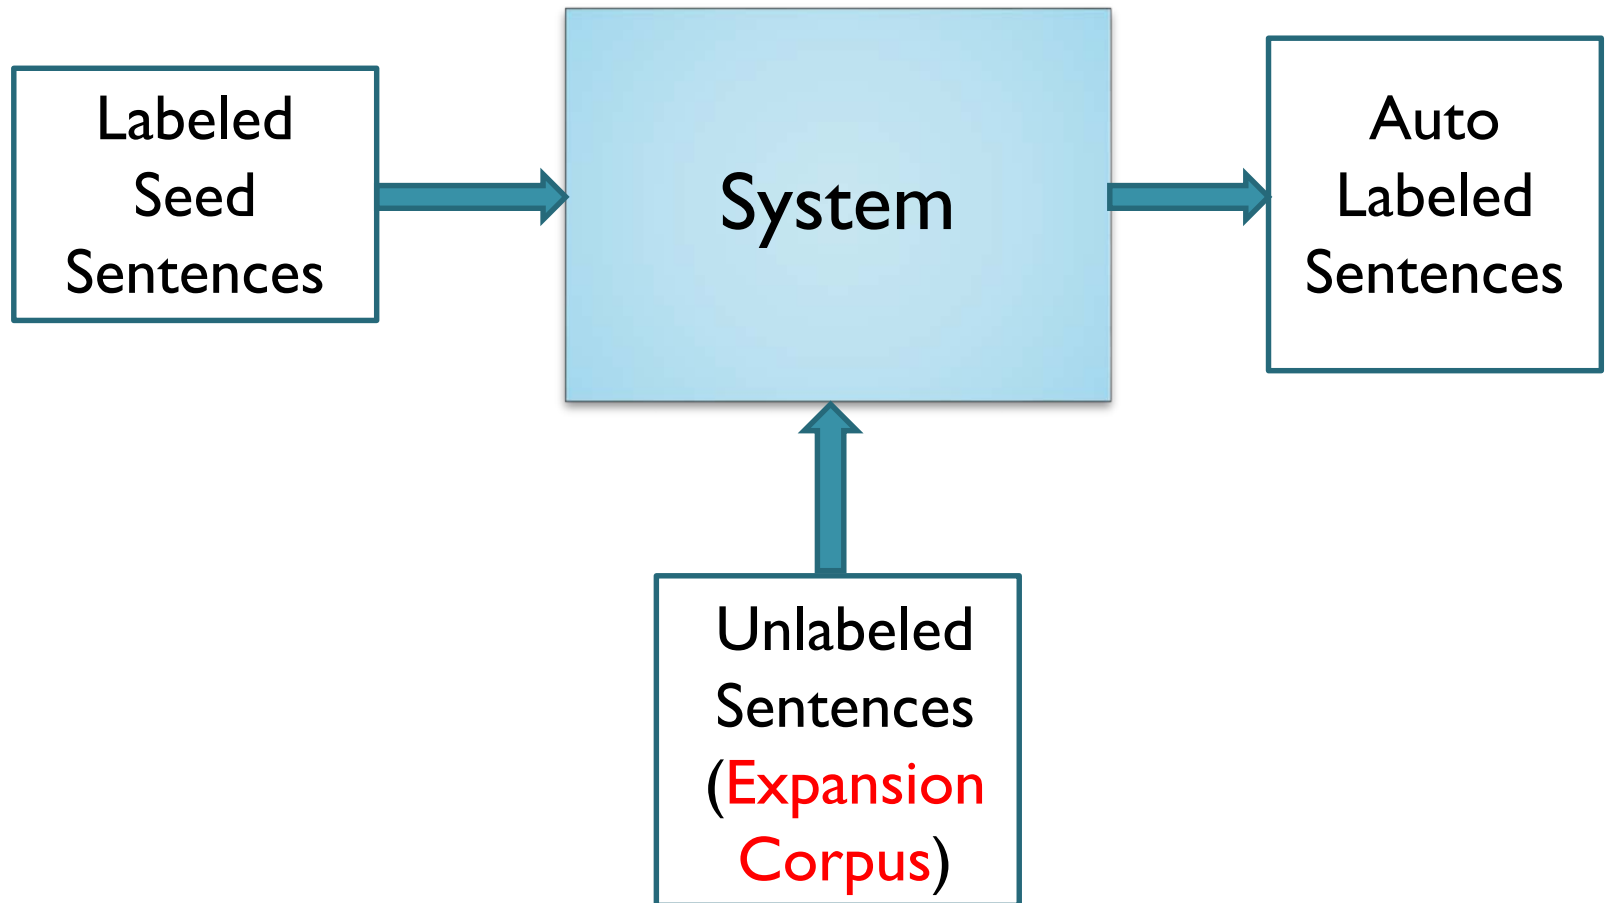 Labeled
Seed
Sentences
System
Auto
Labeled
Sentences
Unlabeled
Sentences
(Expansion
Corpus)